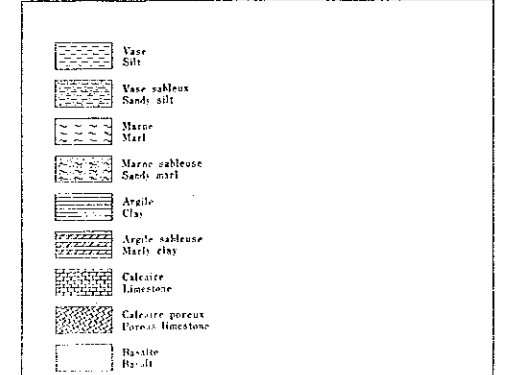 Vase
Silt
Vase sableux
Sandy silt
Marne
Marl
Marne sableuse
Sandy marl
Argile
Clay
Argile sableuse
Marly clay
Calcaire
Limestone
Calcaire poreux
Poreus limestone
Basalte
Basalt